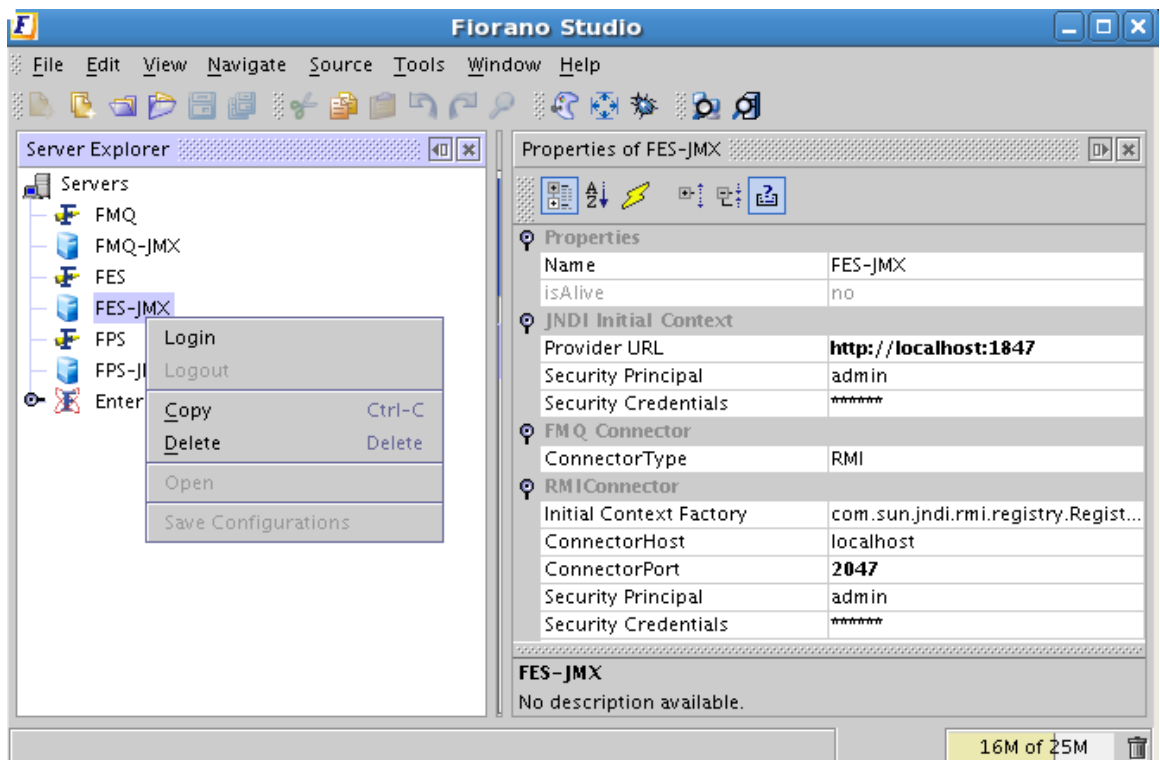 Fiorano Studio
File Edit View Navigate Source Tools Window Help
Server Explorer
Servers
FMQ
FMQ-JMX
FES
FES-JMX
FPS
FPS-J
Enter
Login
Logout
Copy Ctrl-C
Delete Delete
Open
Save Configurations
Properties of FES-JMX
Properties
Name FES-JMX
isAlive no
JNDI Initial Context
Provider URL http://localhost:1847
Security Principal admin
Security Credentials ******
FMQ Connector
ConnectorType RMI
RMIConnector
Initial Context Factory com.sun.jndi.rmi.registry.Regist...
ConnectorHost localhost
ConnectorPort 2047
Security Principal admin
Security Credentials ******
FES-JMX
No description available.
16M of 25M